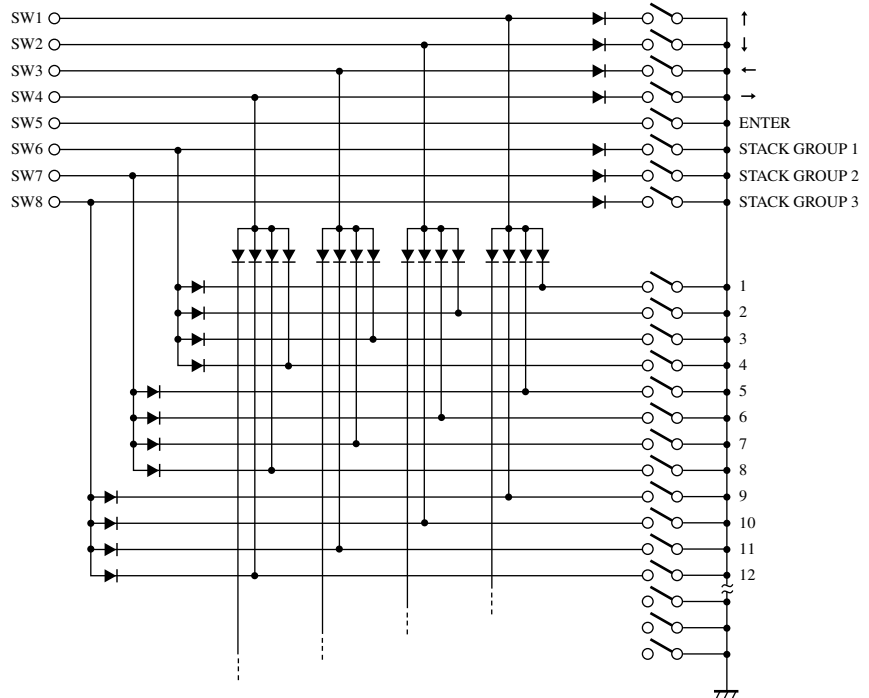 SW1 ↑
SW2 ↓
SW3 ←
SW4 →
SW5 ENTER
SW6 STACK GROUP 1
SW7 STACK GROUP 2
SW8 STACK GROUP 3
1
2
3
4
5
6
7
8
9
10
11
12